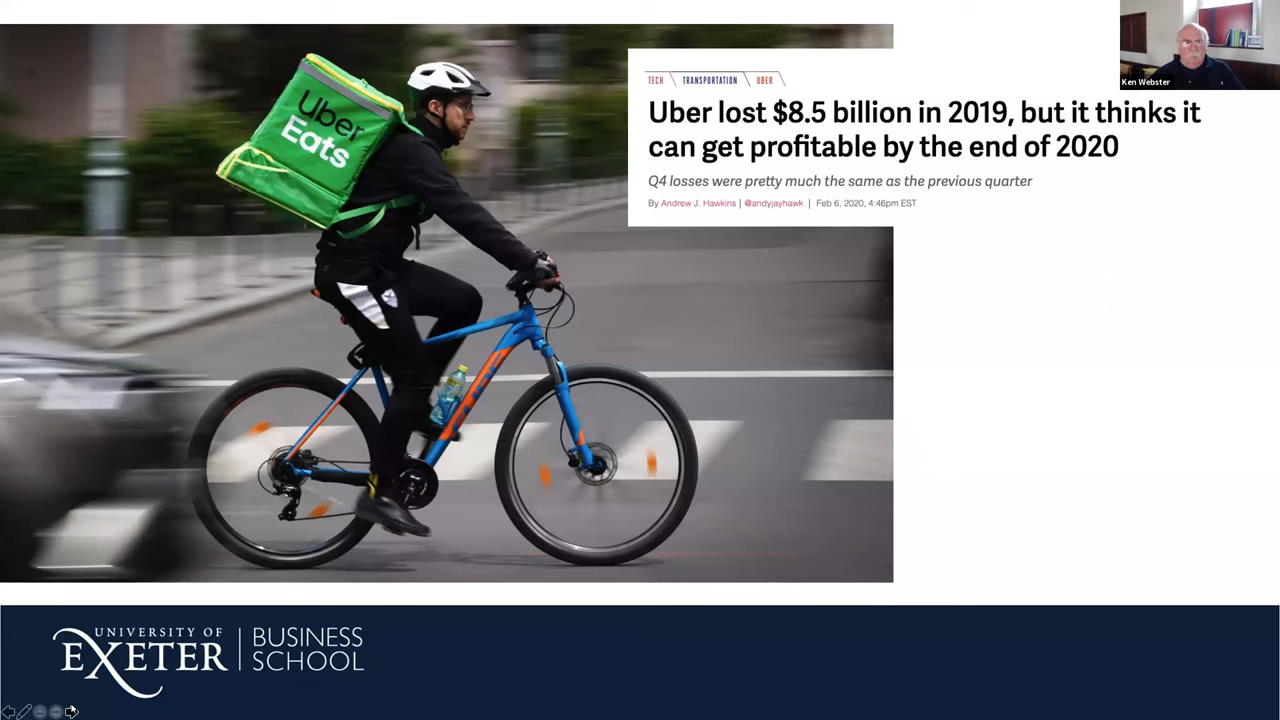 Ken Webster
TECH
TRANSPORTATION
UBER
Uber lost $8.5 billion in 2019, but it thinks it
can get profitable by the end of 2020
Q4 losses were pretty much the same as the previous quarter
By Andrew J. Hawkins | @andyjayhawk | Feb 6, 2020, 4:46pm EST
Uber
Eats
UNIVERSITY OF
EXETER
BUSINESS
SCHOOL